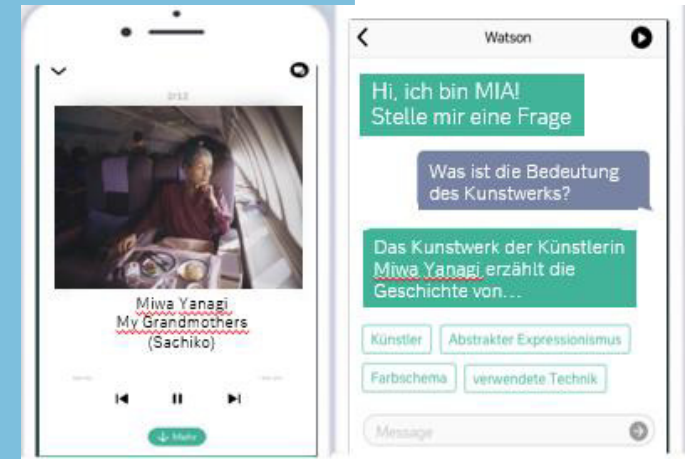 Miwa Yanagi
My Grandmothers
(Sachiko)
Mehr
Watson
Hi, ich bin MIA!
Stelle mir eine Frage
Was ist die Bedeutung
des Kunstwerks?
Das Kunstwerk der Künstlerin
Miwa Yanagi erzählt die
Geschichte von...
Künstler
Abstrakter Expressionismus
Farbschema
verwendete Technik
Message